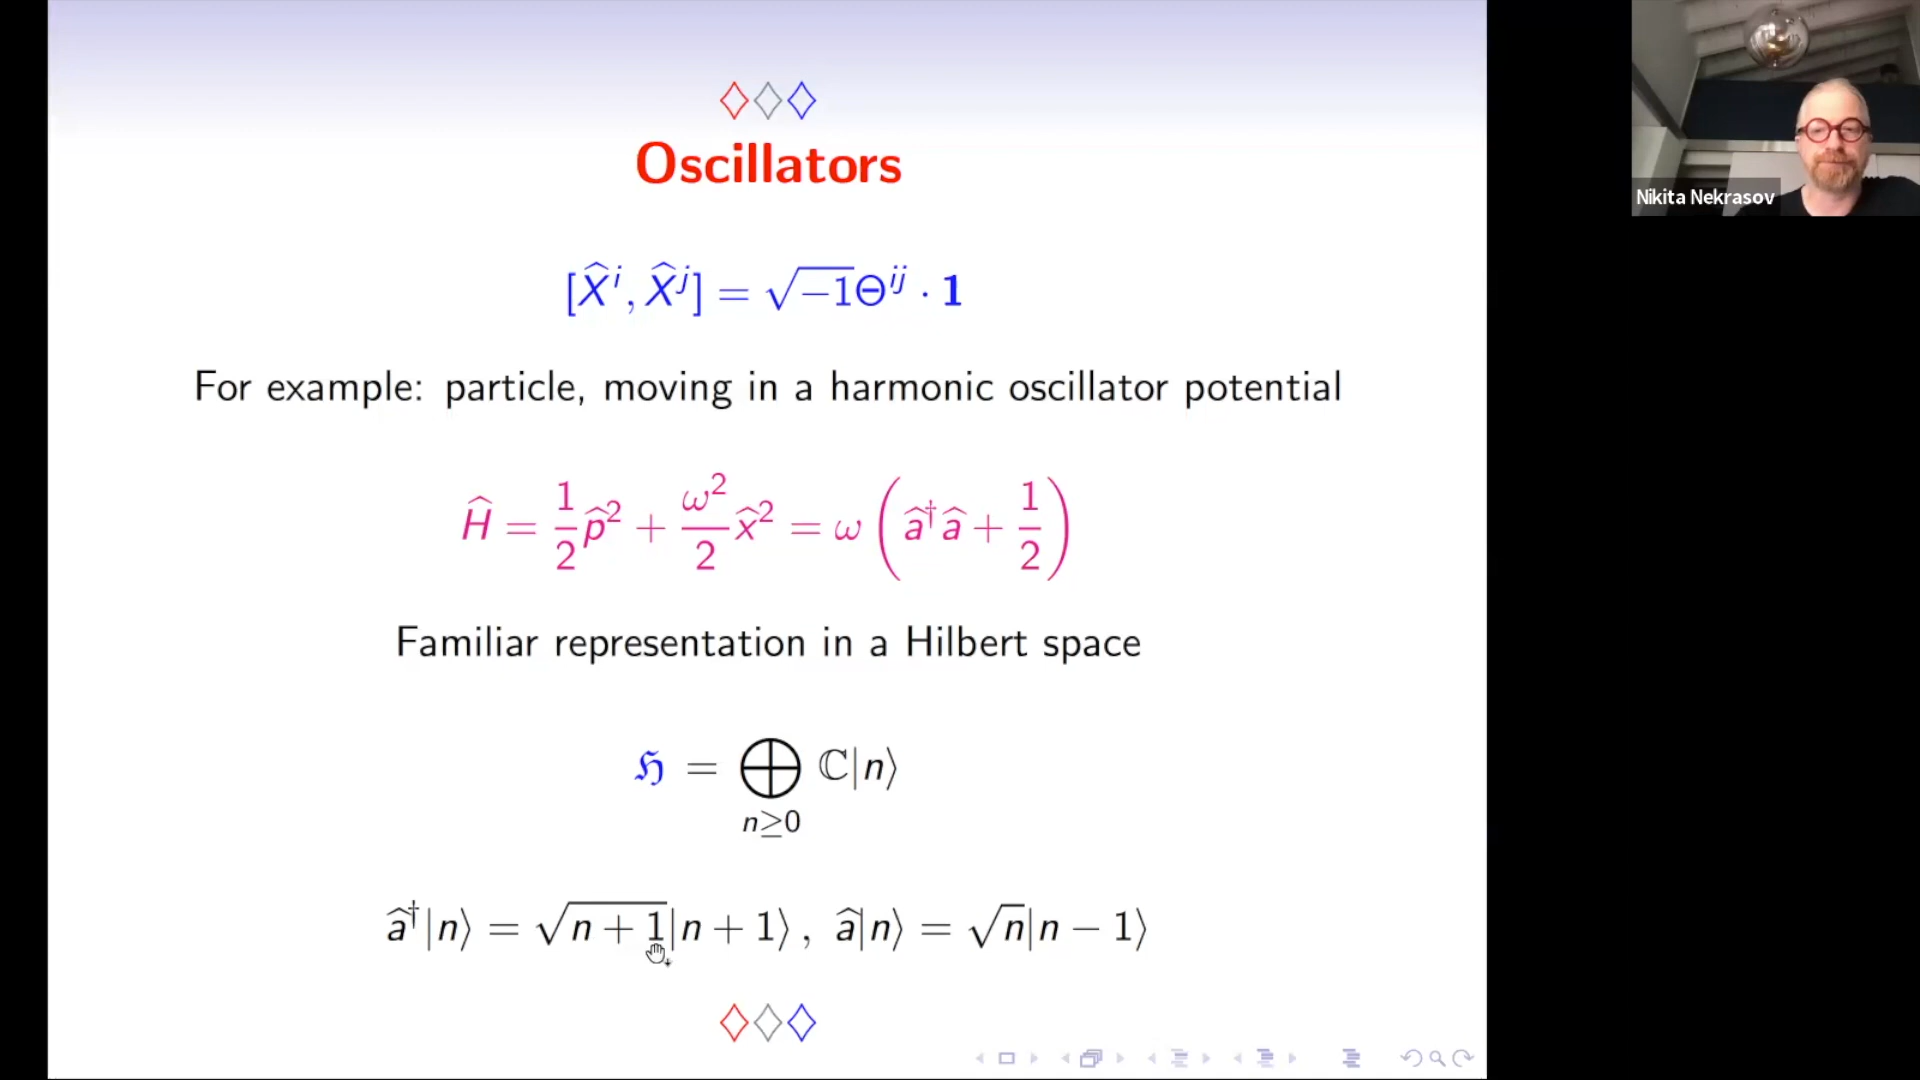 ♢♢♢
Oscillators
[X̂ⁱ, X̂ʲ] = √−1Θⁱʲ · 1
For example: particle, moving in a harmonic oscillator potential
Ĥ = 1/2 p̂² + ω²/2 x̂² = ω (â†â + 1/2)
Familiar representation in a Hilbert space
ℌ = ⨁_{n≥0} ℂ|n⟩
â†|n⟩ = √(n + 1)|n + 1⟩ , â|n⟩ = √n|n − 1⟩
♢♢♢
Nikita Nekrasov